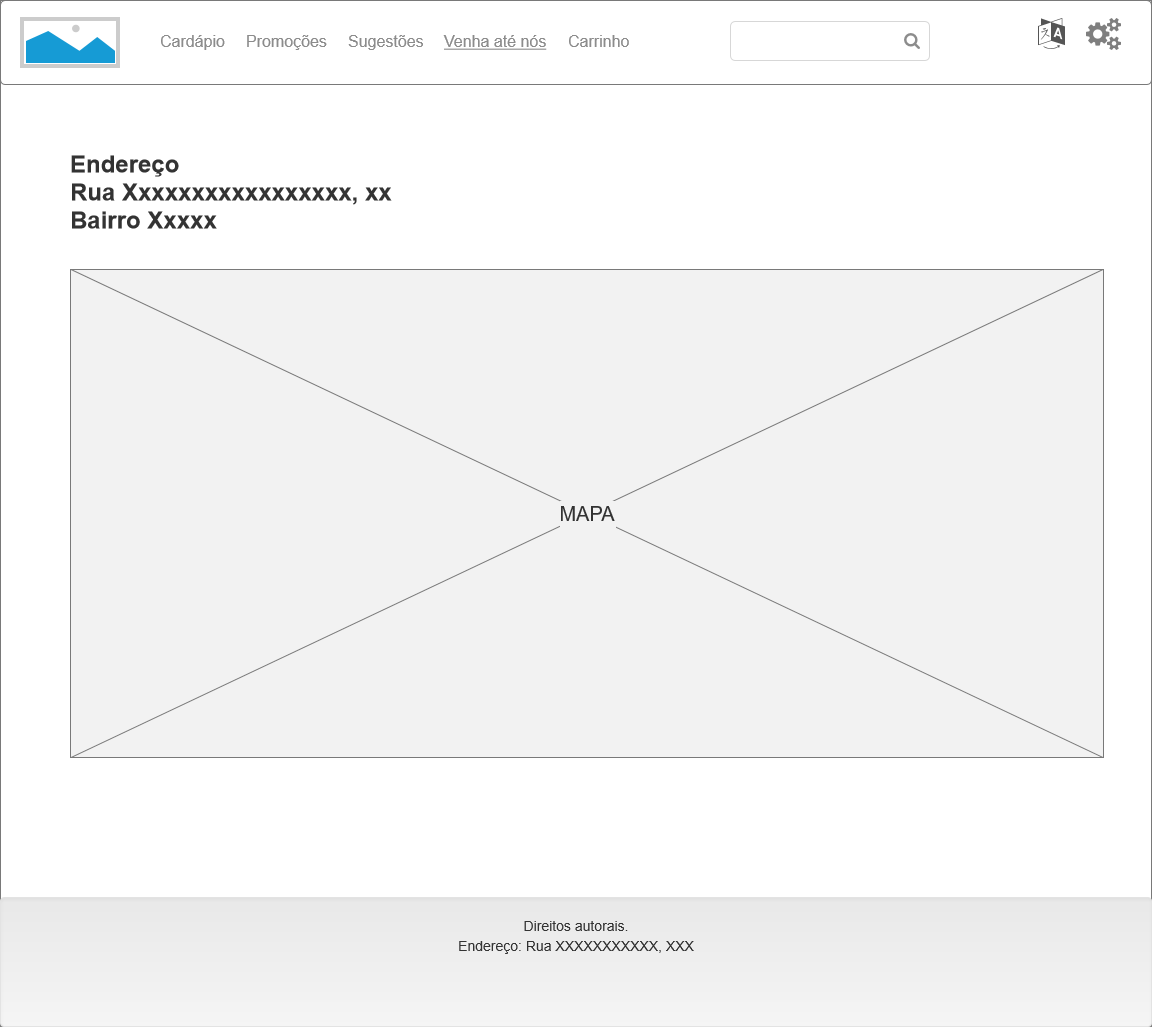 Cardápio Promoções Sugestões Venha até nós Carrinho
Endereço
Rua Xxxxxxxxxxxxxxxxx, xx
Bairro Xxxxx
MAPA
Direitos autorais.
Endereço: Rua XXXXXXXXXXX, XXX